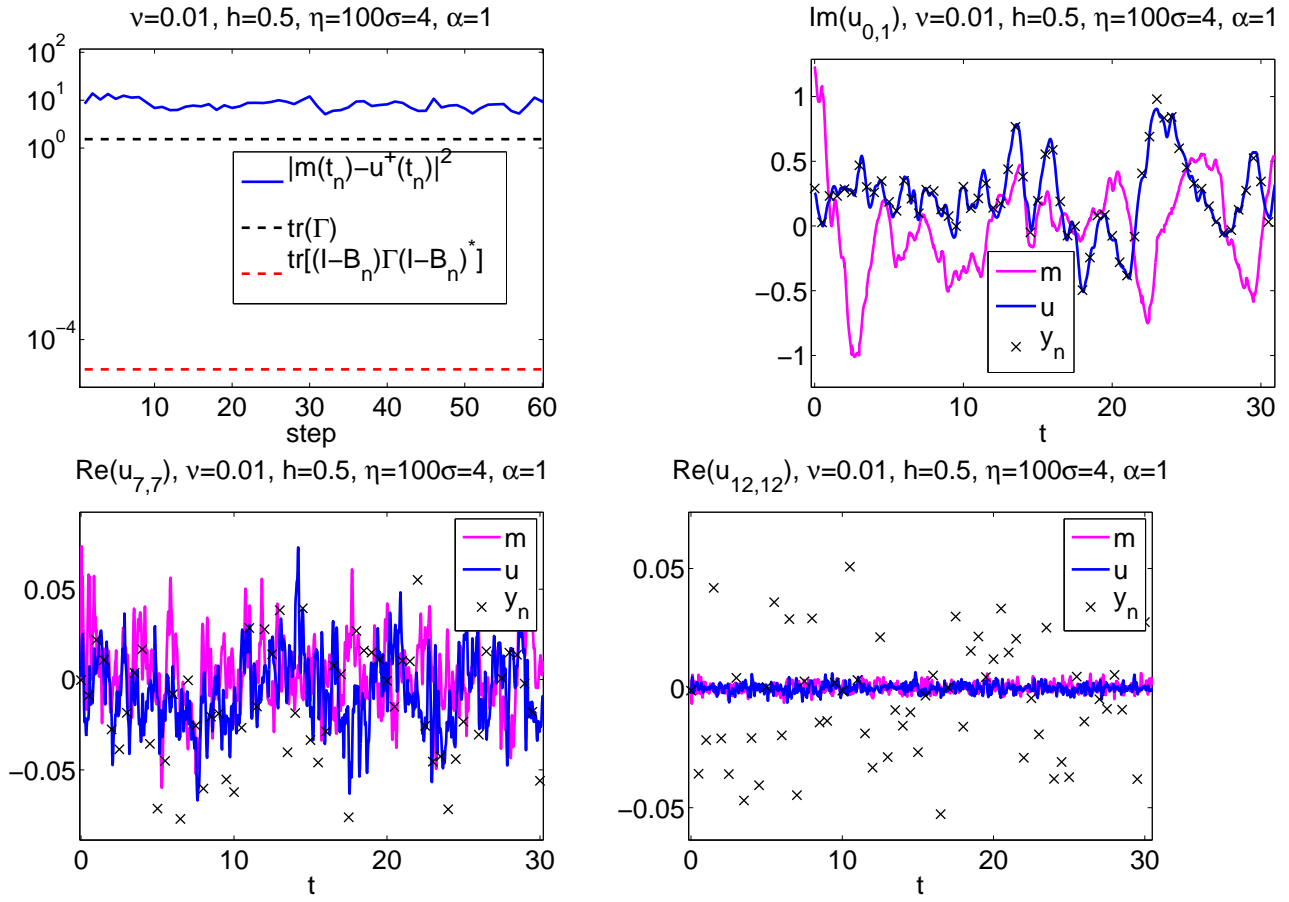 ν=0.01, h=0.5, η=100σ=4, α=1
10^2
10^1
10^0
10^−4
|m(t_n)−u^+(t_n)|^2
tr(Γ)
tr[(I−B_n)Γ(I−B_n)^*]
10 20 30 40 50 60
step
Im(u_{0,1}), ν=0.01, h=0.5, η=100σ=4, α=1
1
0.5
0
−0.5
−1
m
u
y_n
0 10 20 30
t
Re(u_{7,7}), ν=0.01, h=0.5, η=100σ=4, α=1
0.05
0
−0.05
m
u
y_n
0 10 20 30
t
Re(u_{12,12}), ν=0.01, h=0.5, η=100σ=4, α=1
0.05
0
−0.05
m
u
y_n
0 10 20 30
t